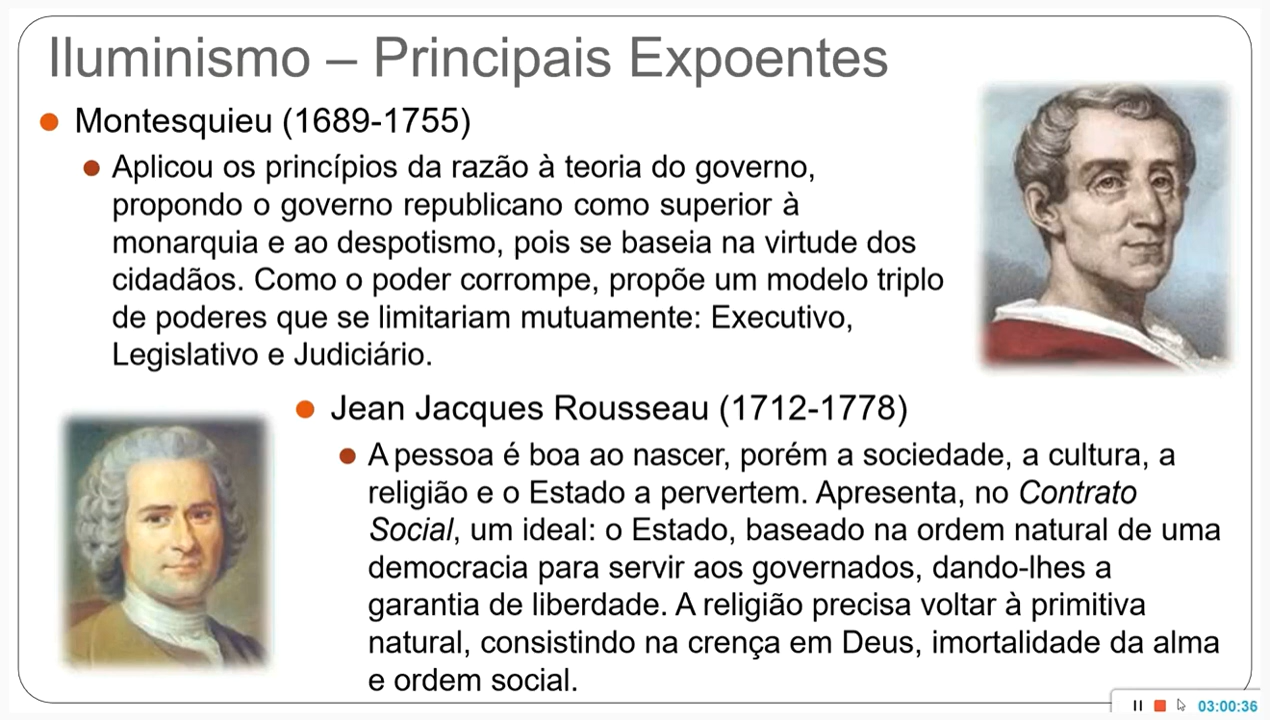 Iluminismo – Principais Expoentes
Montesquieu (1689-1755)
Aplicou os princípios da razão à teoria do governo,
propondo o governo republicano como superior à
monarquia e ao despotismo, pois se baseia na virtude dos
cidadãos. Como o poder corrompe, propõe um modelo triplo
de poderes que se limitariam mutuamente: Executivo,
Legislativo e Judiciário.
Jean Jacques Rousseau (1712-1778)
A pessoa é boa ao nascer, porém a sociedade, a cultura, a
religião e o Estado a pervertem. Apresenta, no Contrato
Social, um ideal: o Estado, baseado na ordem natural de uma
democracia para servir aos governados, dando-lhes a
garantia de liberdade. A religião precisa voltar à primitiva
natural, consistindo na crença em Deus, imortalidade da alma
e ordem social.
03:00:36